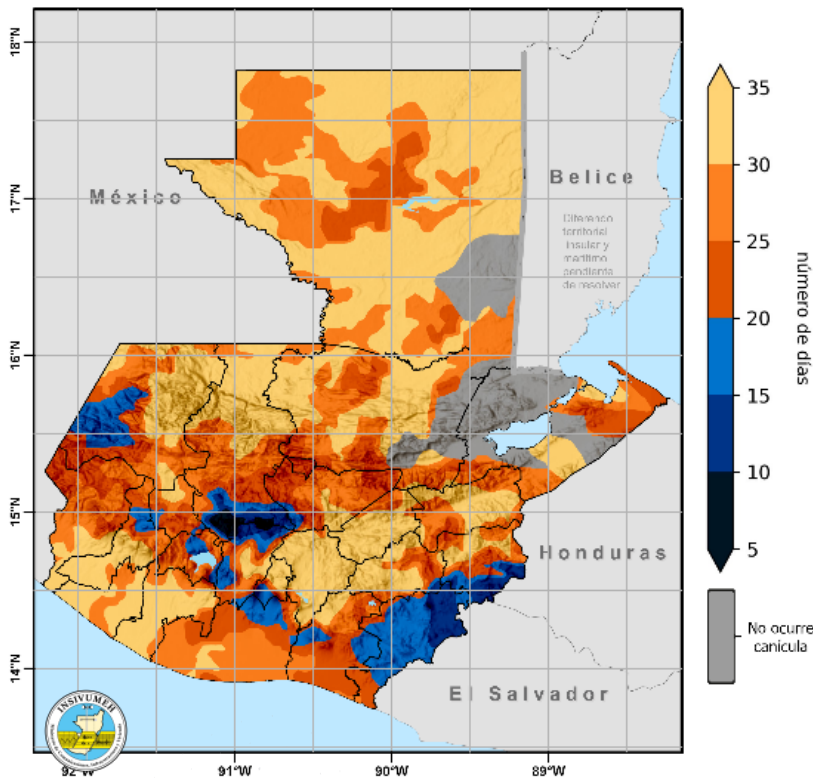 18°N
17°N
16°N
15°N
14°N
92°W
91°W
90°W
89°W
México
Belice
Diferendo
territorial
insular y
marítimo
pendiente
de resolver
Honduras
El Salvador
35
30
25
20
15
10
5
número de días
No ocurre
canícula
INSIVUMEH